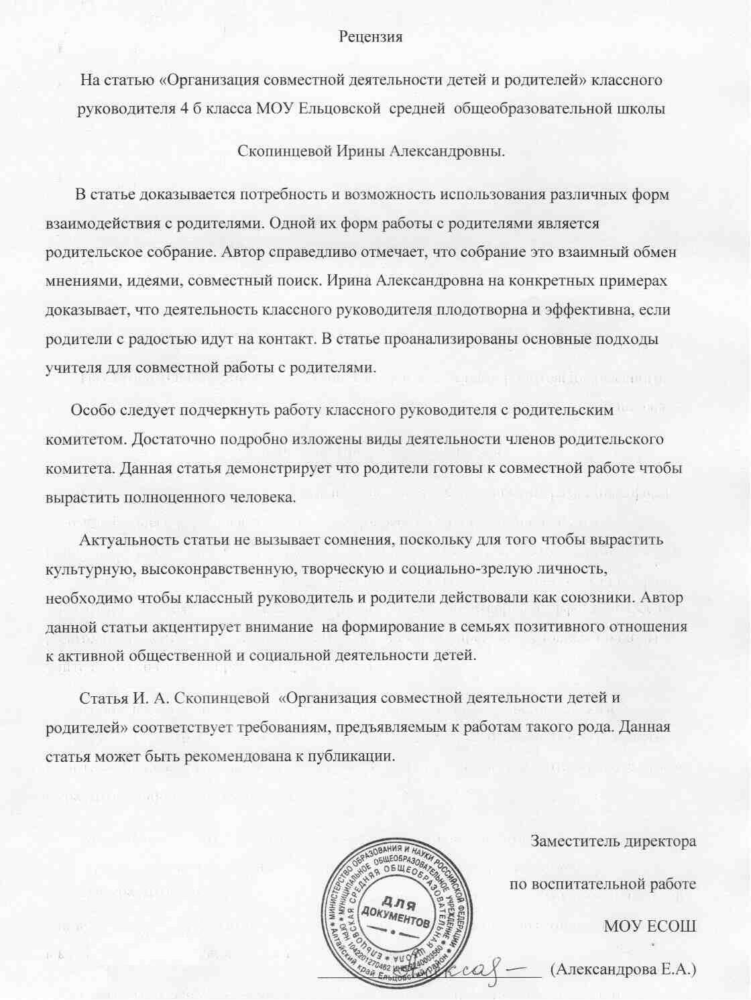 Рецензия
На статью «Организация совместной деятельности детей и родителей» классного
руководителя 4 б класса МОУ Ельцовской средней общеобразовательной школы
Скопинцевой Ирины Александровны.
В статье доказывается потребность и возможность использования различных форм
взаимодействия с родителями. Одной их форм работы с родителями является
родительское собрание. Автор справедливо отмечает, что собрание это взаимный обмен
мнениями, идеями, совместный поиск. Ирина Александровна на конкретных примерах
доказывает, что деятельность классного руководителя плодотворна и эффективна, если
родители с радостью идут на контакт. В статье проанализированы основные подходы
учителя для совместной работы с родителями.
Особо следует подчеркнуть работу классного руководителя с родительским
комитетом. Достаточно подробно изложены виды деятельности членов родительского
комитета. Данная статья демонстрирует что родители готовы к совместной работе чтобы
вырастить полноценного человека.
Актуальность статьи не вызывает сомнения, поскольку для того чтобы вырастить
культурную, высоконравственную, творческую и социально-зрелую личность,
необходимо чтобы классный руководитель и родители действовали как союзники. Автор
данной статьи акцентирует внимание на формирование в семьях позитивного отношения
к активной общественной и социальной деятельности детей.
Статья И. А. Скопинцевой «Организация совместной деятельности детей и
родителей» соответствует требованиям, предъявляемым к работам такого рода. Данная
статья может быть рекомендована к публикации.
Заместитель директора
по воспитательной работе
МОУ ЕСОШ
(Александрова Е.А.)
МИНИСТЕРСТВО ОБРАЗОВАНИЯ И НАУКИ РОССИЙСКОЙ ФЕДЕРАЦИИ
Алтайский край Ельцовский район
МУНИЦИПАЛЬНОЕ ОБЩЕОБРАЗОВАТЕЛЬНОЕ УЧРЕЖДЕНИЕ
ОГРН 1042201270462 ИНН
ЕЛЬЦОВСКАЯ СРЕДНЯЯ ОБЩЕОБРАЗОВАТЕЛЬНАЯ ШКОЛА
ДЛЯ
ДОКУМЕНТОВ